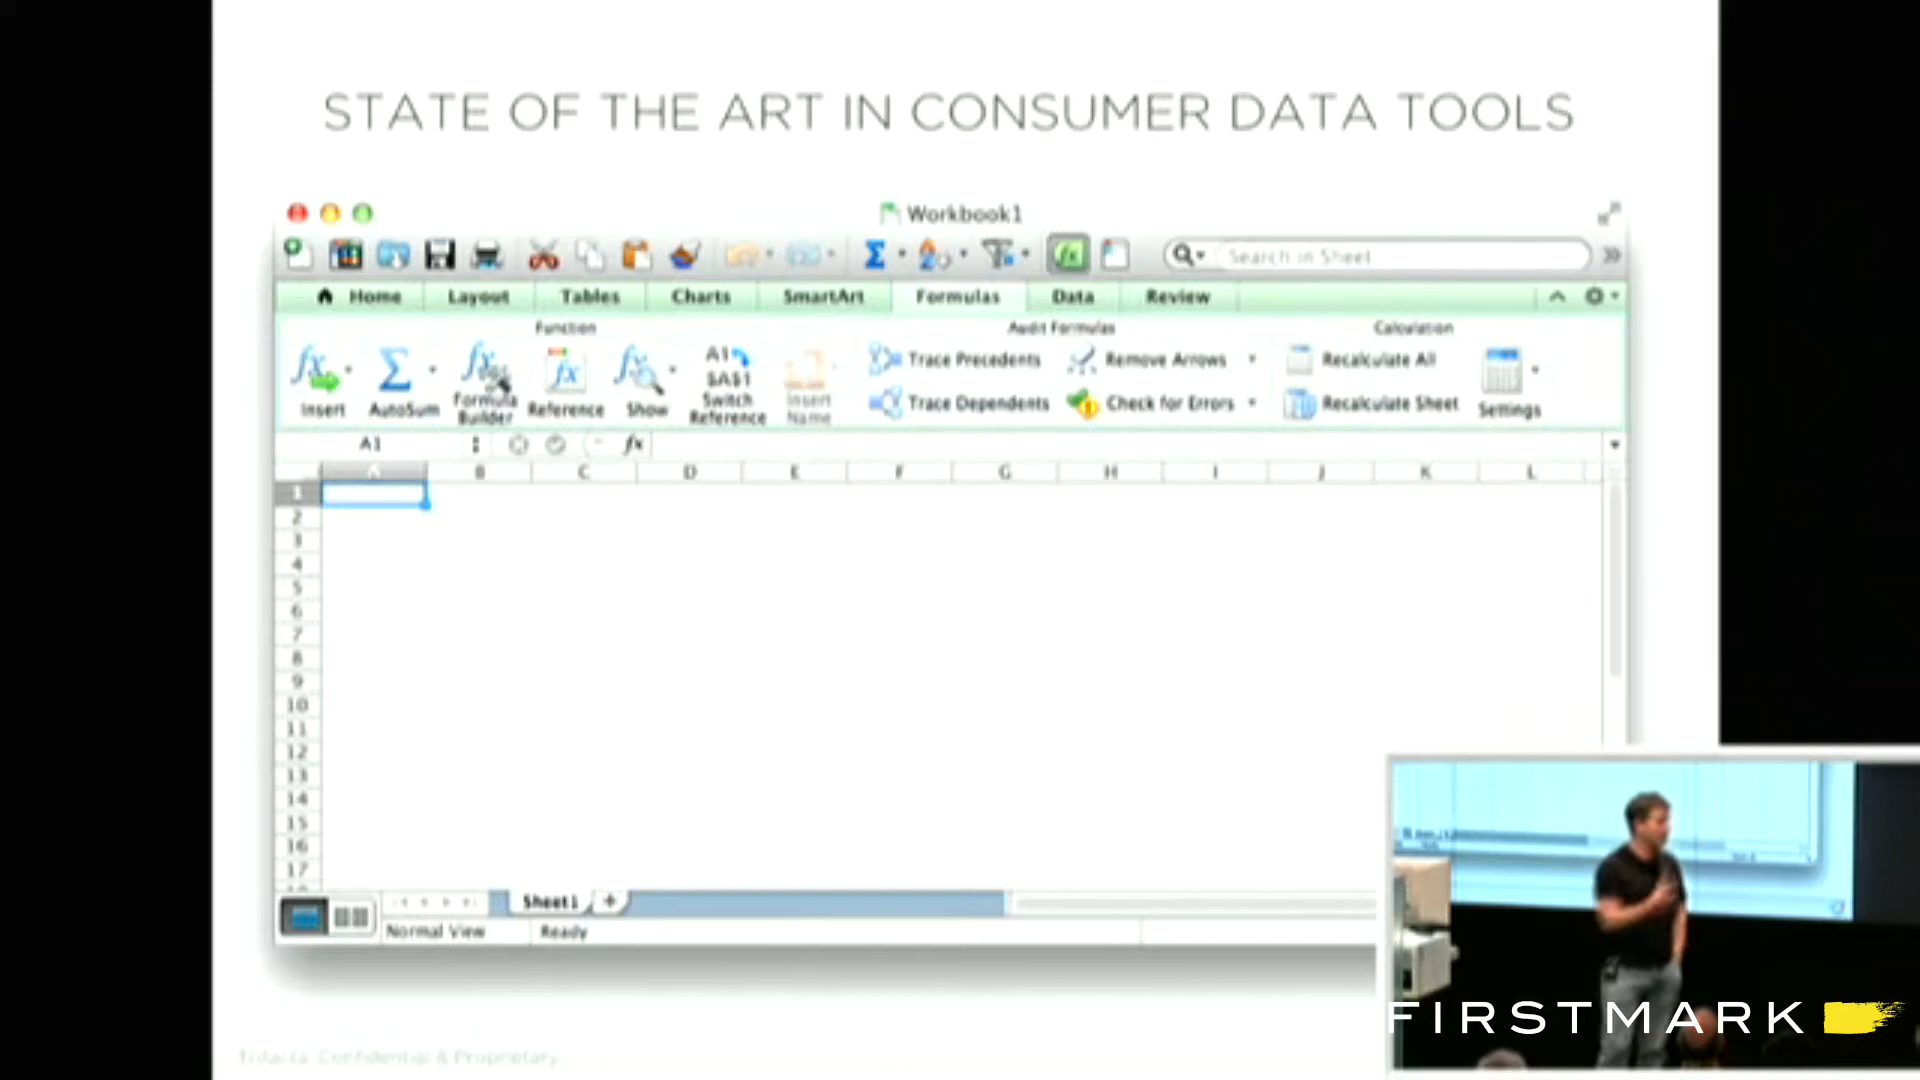 STATE OF THE ART IN CONSUMER DATA TOOLS
Workbook1
Search in Sheet
Home Layout Tables Charts SmartArt Formulas Data Review
Function Audit Formulas Calculation
Insert AutoSum Formula Builder Reference Show A1 $A$1 Switch Reference Insert Name
Trace Precedents Remove Arrows Recalculate All
Trace Dependents Check for Errors Recalculate Sheet Settings
A1 fx
A B C D E F G H I J K L
1
2
3
4
5
6
7
8
9
10
11
12
13
14
15
16
17
Sheet1 +
Normal View Ready
Trifacta Confidential & Proprietary
FIRSTMARK